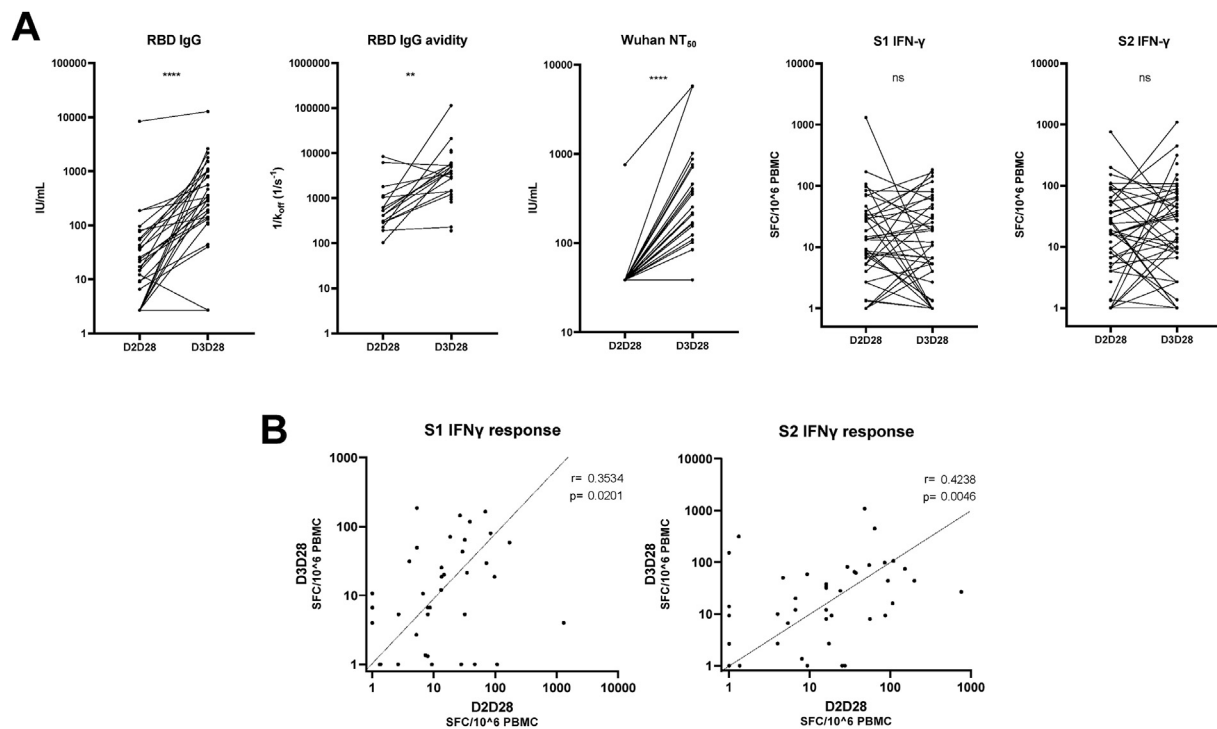 A
RBD IgG
****
100000
10000
1000
100
10
1
IU/mL
D2D28
D3D28
RBD IgG avidity
**
1000000
100000
10000
1000
100
10
1
1/k_off (1/s⁻¹)
D2D28
D3D28
Wuhan NT₅₀
****
10000
1000
100
10
IU/mL
D2D28
D3D28
S1 IFN-γ
ns
10000
1000
100
10
1
SFC/10^6 PBMC
D2D28
D3D28
S2 IFN-γ
ns
10000
1000
100
10
1
SFC/10^6 PBMC
D2D28
D3D28
B
S1 IFNγ response
r= 0.3534
p= 0.0201
1000
100
10
1
D3D28
SFC/10^6 PBMC
1
10
100
1000
10000
D2D28
SFC/10^6 PBMC
S2 IFNγ response
r= 0.4238
p= 0.0046
10000
1000
100
10
1
D3D28
SFC/10^6 PBMC
1
10
100
1000
D2D28
SFC/10^6 PBMC